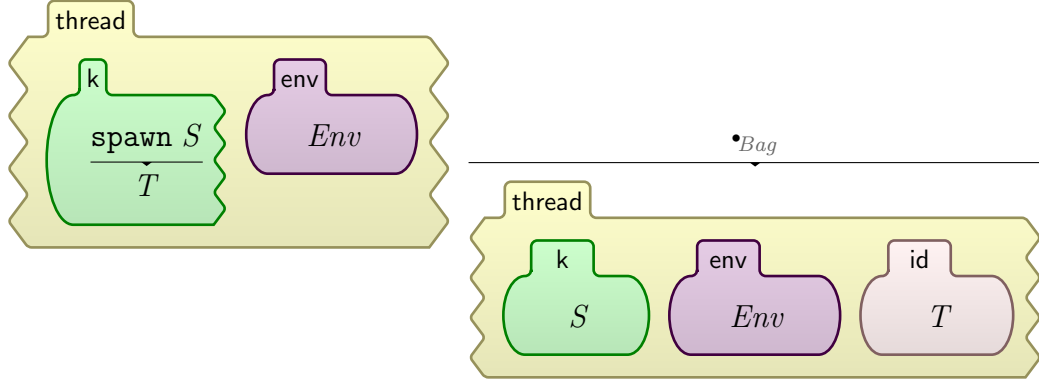 thread
k env
spawn S Env
T
•Bag
thread
k env id
S Env T